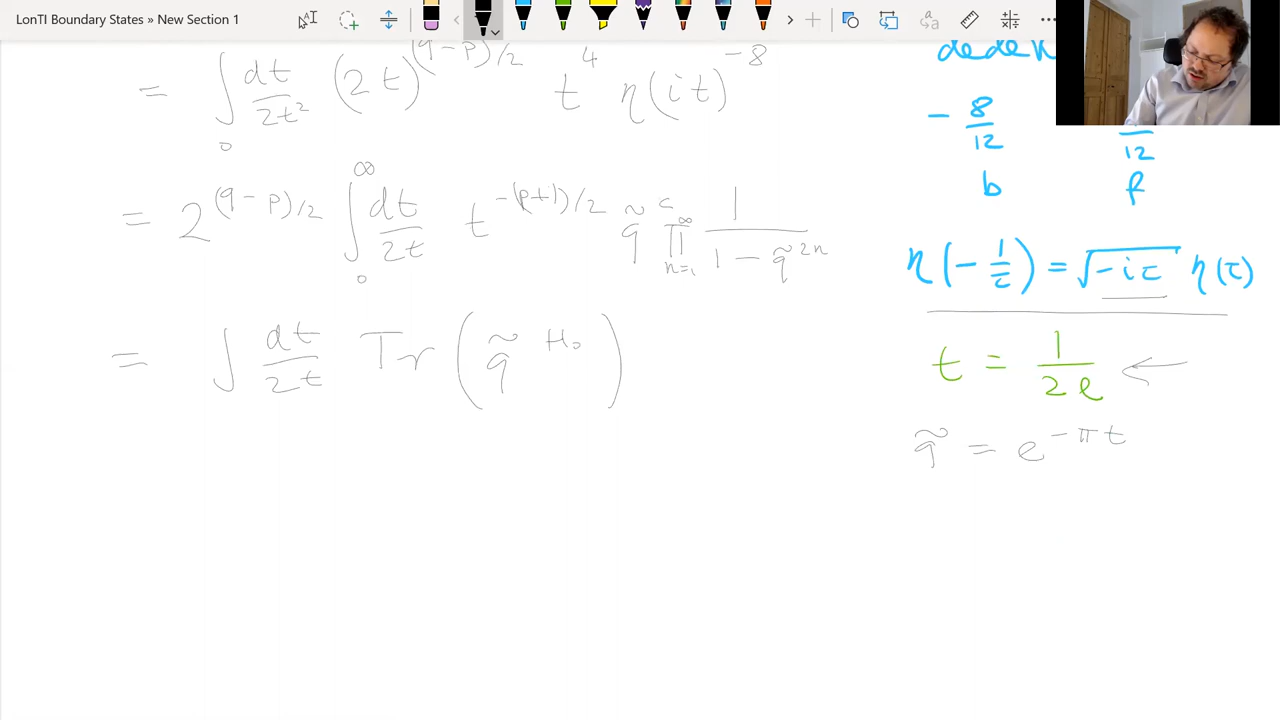 LonTI Boundary States » New Section 1
= ∫₀ dt/2t² (2t)^(9-p)/2 t⁴ η(it)⁻⁸
= 2^(9-p)/2 ∫₀^∞ dt/2t t^-(p+1)/2 q̃^c ∏_{n=1}^∞ 1/(1 - q̃^{2n})
= ∫ dt/2t Tr ( q̃^{H₀} )
dedek
- 8/12
12
b f
η(-1/τ) = √(-iτ) η(τ)
t = 1/2l ←
q̃ = e^{-πt}